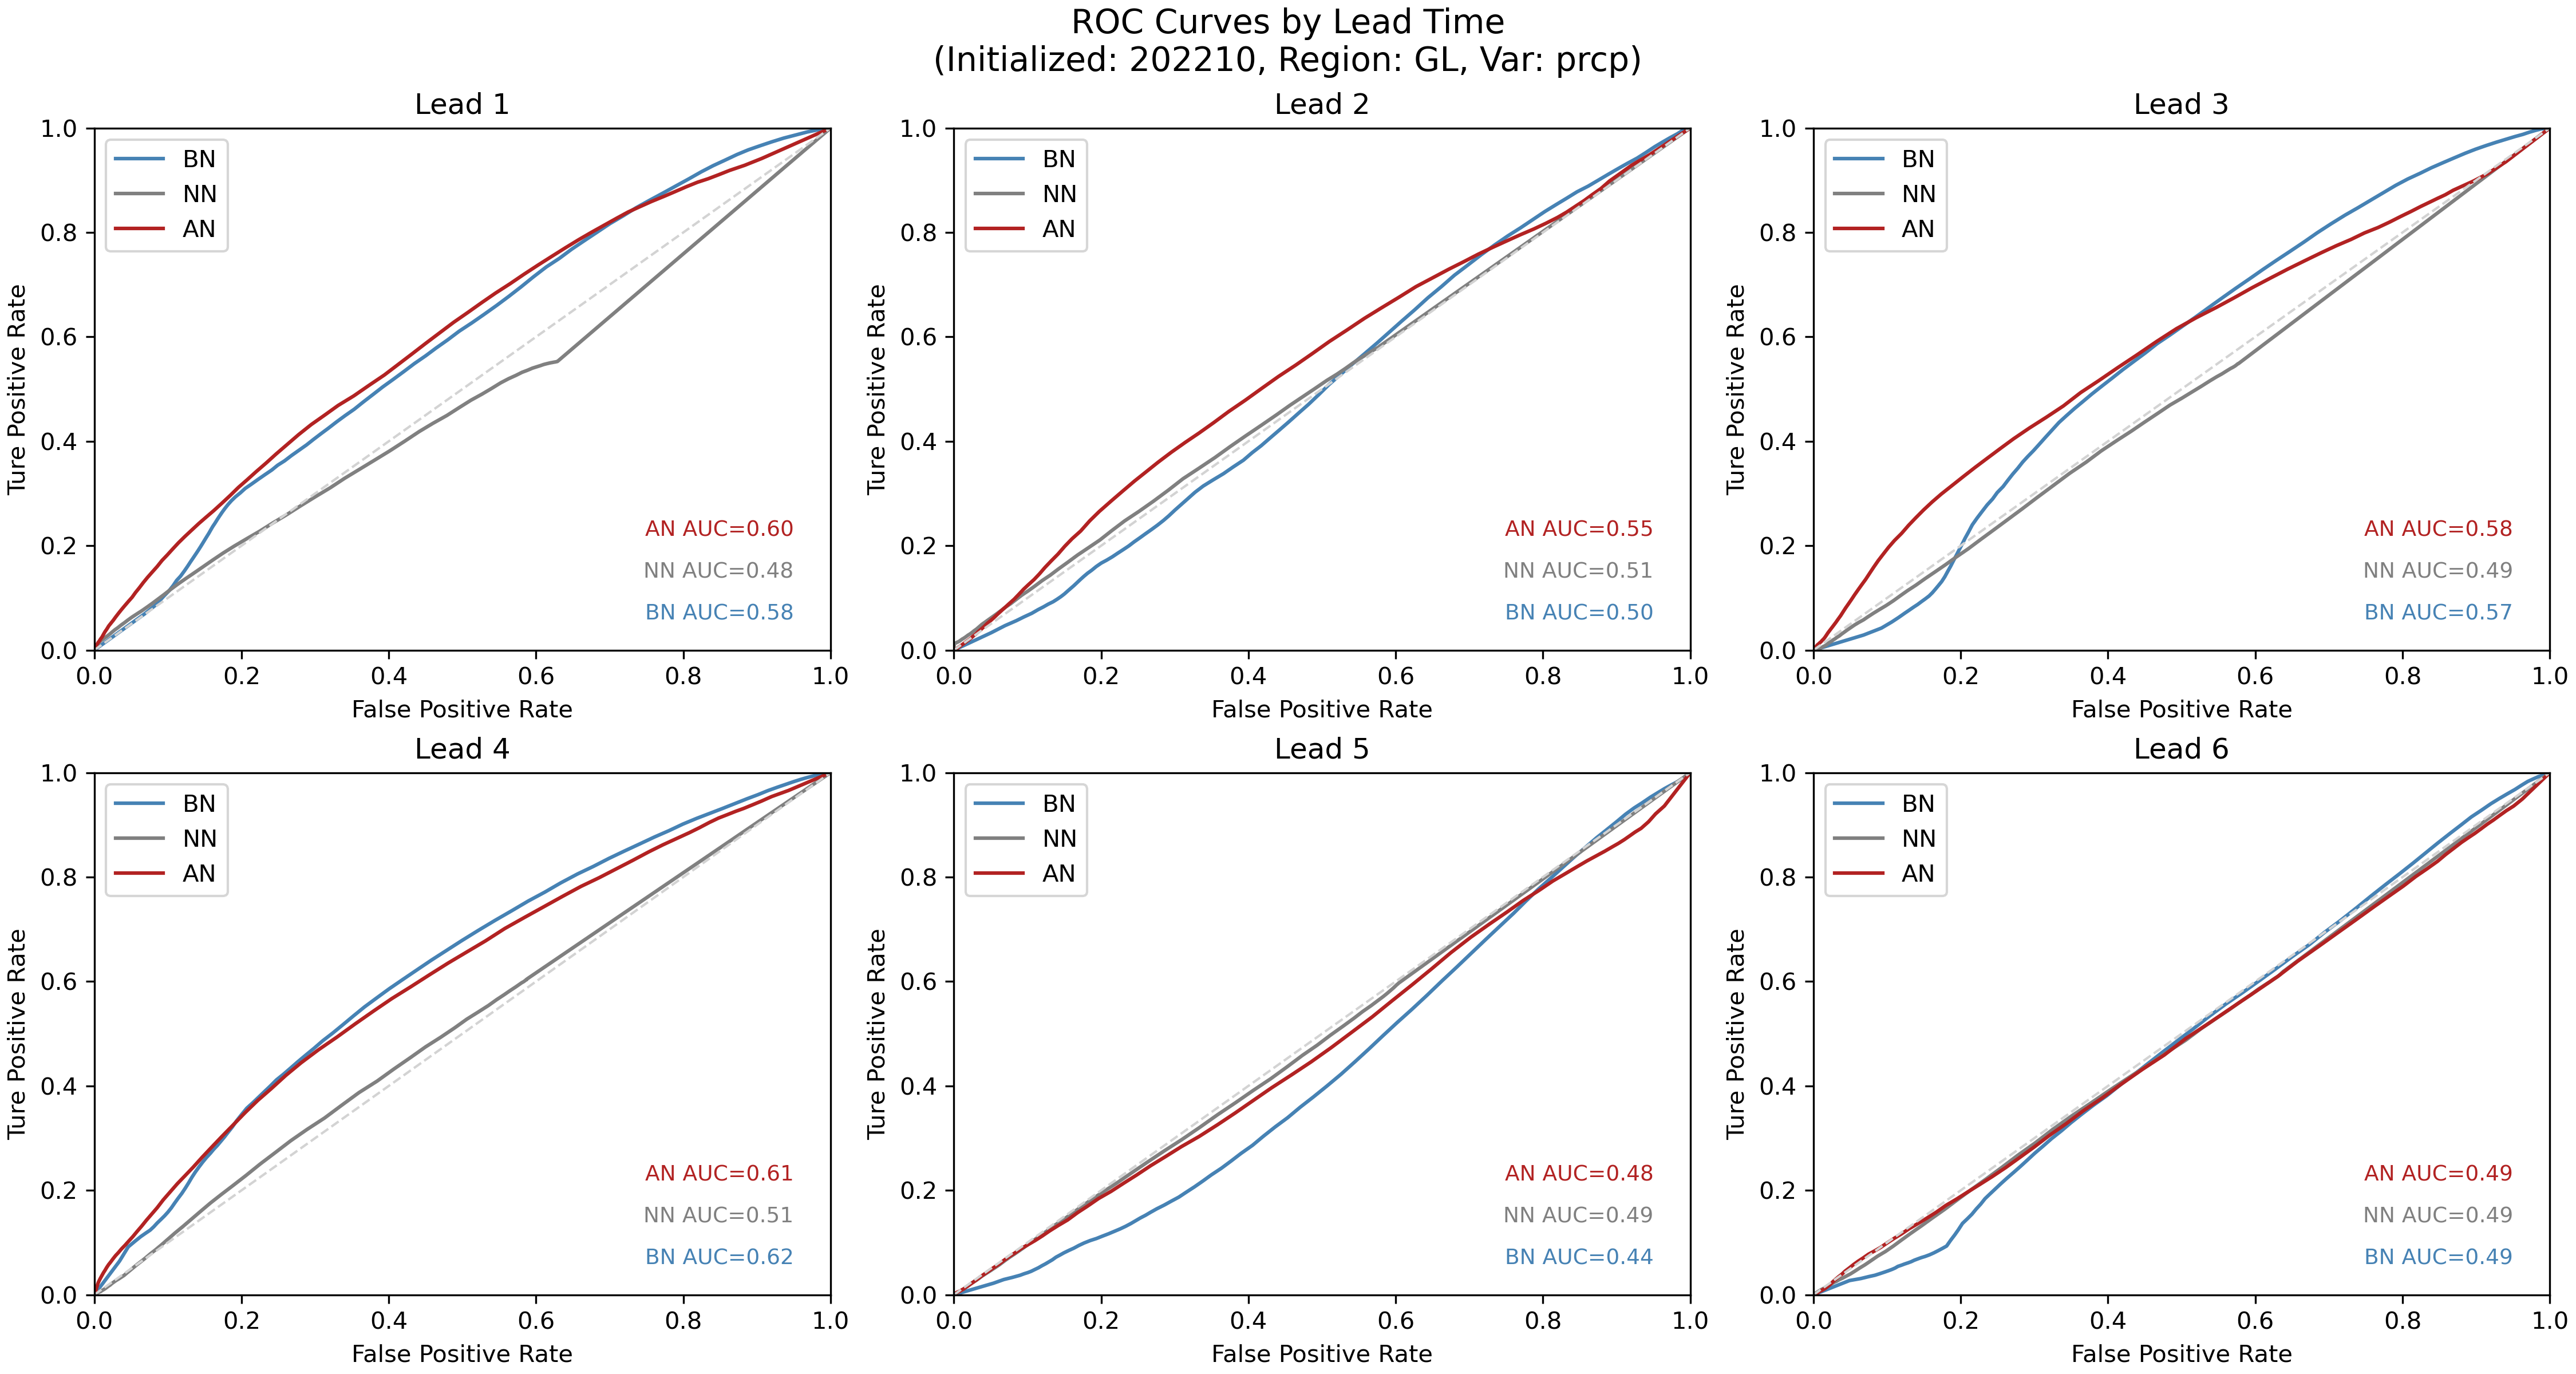 ROC Curves by Lead Time
(Initialized: 202210, Region: GL, Var: prcp)
Lead 1
1.0
0.8
0.6
0.4
0.2
0.0
Ture Positive Rate
BN
NN
AN
AN AUC=0.60
NN AUC=0.48
BN AUC=0.58
0.0 0.2 0.4 0.6 0.8 1.0
False Positive Rate
Lead 2
1.0
0.8
0.6
0.4
0.2
0.0
Ture Positive Rate
BN
NN
AN
AN AUC=0.55
NN AUC=0.51
BN AUC=0.50
0.0 0.2 0.4 0.6 0.8 1.0
False Positive Rate
Lead 3
1.0
0.8
0.6
0.4
0.2
0.0
Ture Positive Rate
BN
NN
AN
AN AUC=0.58
NN AUC=0.49
BN AUC=0.57
0.0 0.2 0.4 0.6 0.8 1.0
False Positive Rate
Lead 4
1.0
0.8
0.6
0.4
0.2
0.0
Ture Positive Rate
BN
NN
AN
AN AUC=0.61
NN AUC=0.51
BN AUC=0.62
0.0 0.2 0.4 0.6 0.8 1.0
False Positive Rate
Lead 5
1.0
0.8
0.6
0.4
0.2
0.0
Ture Positive Rate
BN
NN
AN
AN AUC=0.48
NN AUC=0.49
BN AUC=0.44
0.0 0.2 0.4 0.6 0.8 1.0
False Positive Rate
Lead 6
1.0
0.8
0.6
0.4
0.2
0.0
Ture Positive Rate
BN
NN
AN
AN AUC=0.49
NN AUC=0.49
BN AUC=0.49
0.0 0.2 0.4 0.6 0.8 1.0
False Positive Rate